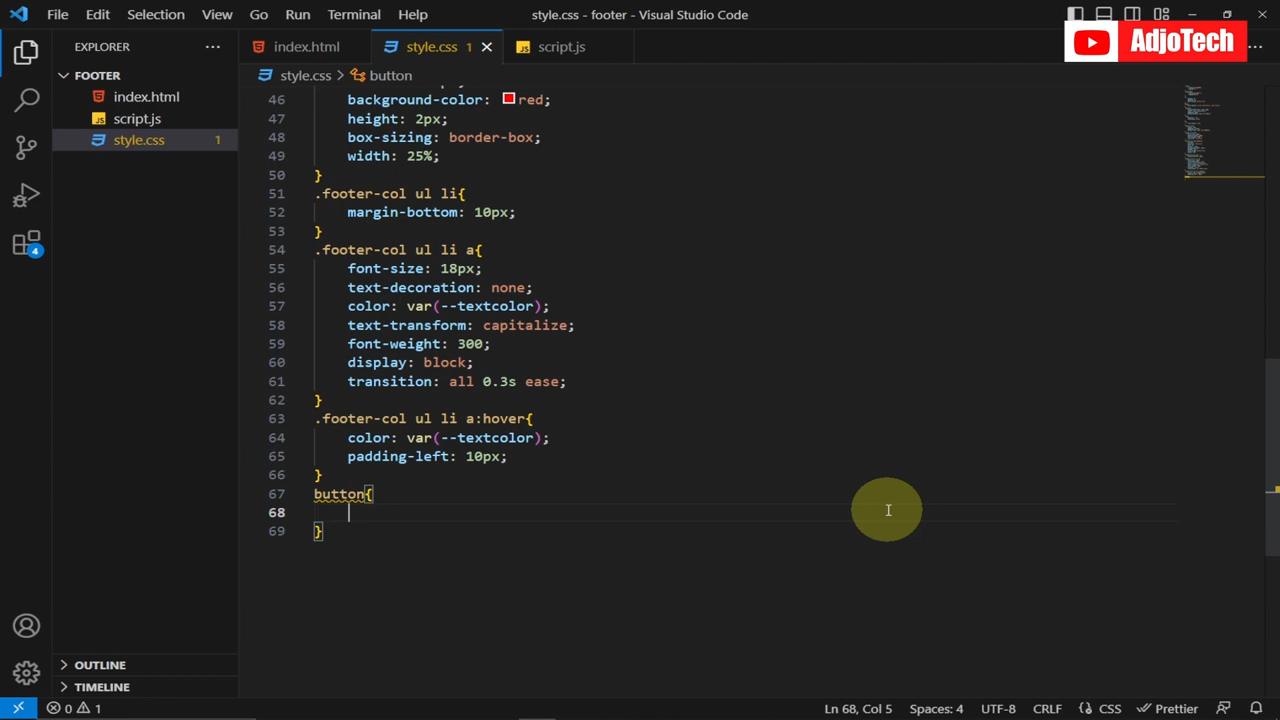 File Edit Selection View Go Run Terminal Help style.css - footer - Visual Studio Code
AdjoTech
EXPLORER
FOOTER
index.html
script.js
style.css 1
4
index.html style.css 1 script.js
style.css > button
46 background-color: red;
47 height: 2px;
48 box-sizing: border-box;
49 width: 25%;
50 }
51 .footer-col ul li{
52 margin-bottom: 10px;
53 }
54 .footer-col ul li a{
55 font-size: 18px;
56 text-decoration: none;
57 color: var(--textcolor);
58 text-transform: capitalize;
59 font-weight: 300;
60 display: block;
61 transition: all 0.3s ease;
62 }
63 .footer-col ul li a:hover{
64 color: var(--textcolor);
65 padding-left: 10px;
66 }
67 button{
68
69 }
OUTLINE
TIMELINE
0 1 Ln 68, Col 5 Spaces: 4 UTF-8 CRLF {} CSS Prettier